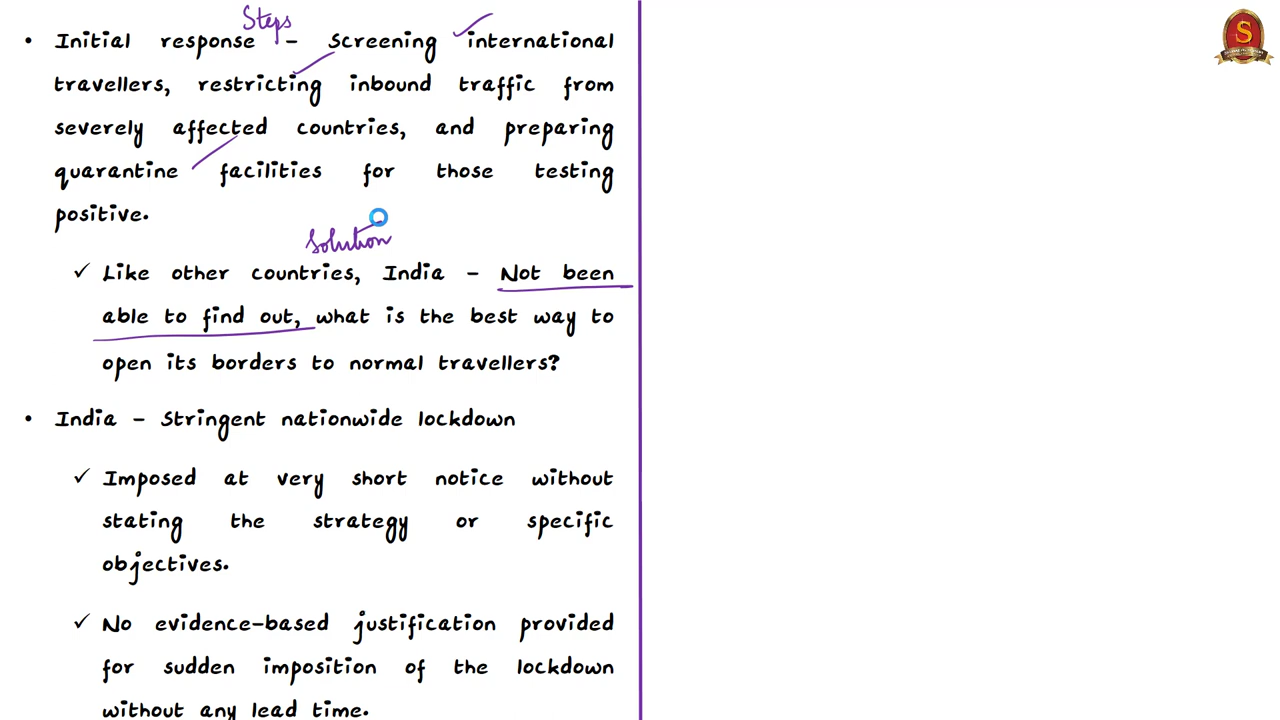 Steps
• Initial response - Screening international
travellers, restricting inbound traffic from
severely affected countries, and preparing
quarantine facilities for those testing
positive.
Solution
✓ Like other countries, India - Not been
able to find out, what is the best way to
open its borders to normal travellers?
• India - Stringent nationwide lockdown
✓ Imposed at very short notice without
stating the strategy or specific
objectives.
✓ No evidence-based justification provided
for sudden imposition of the lockdown
without any lead time.
S